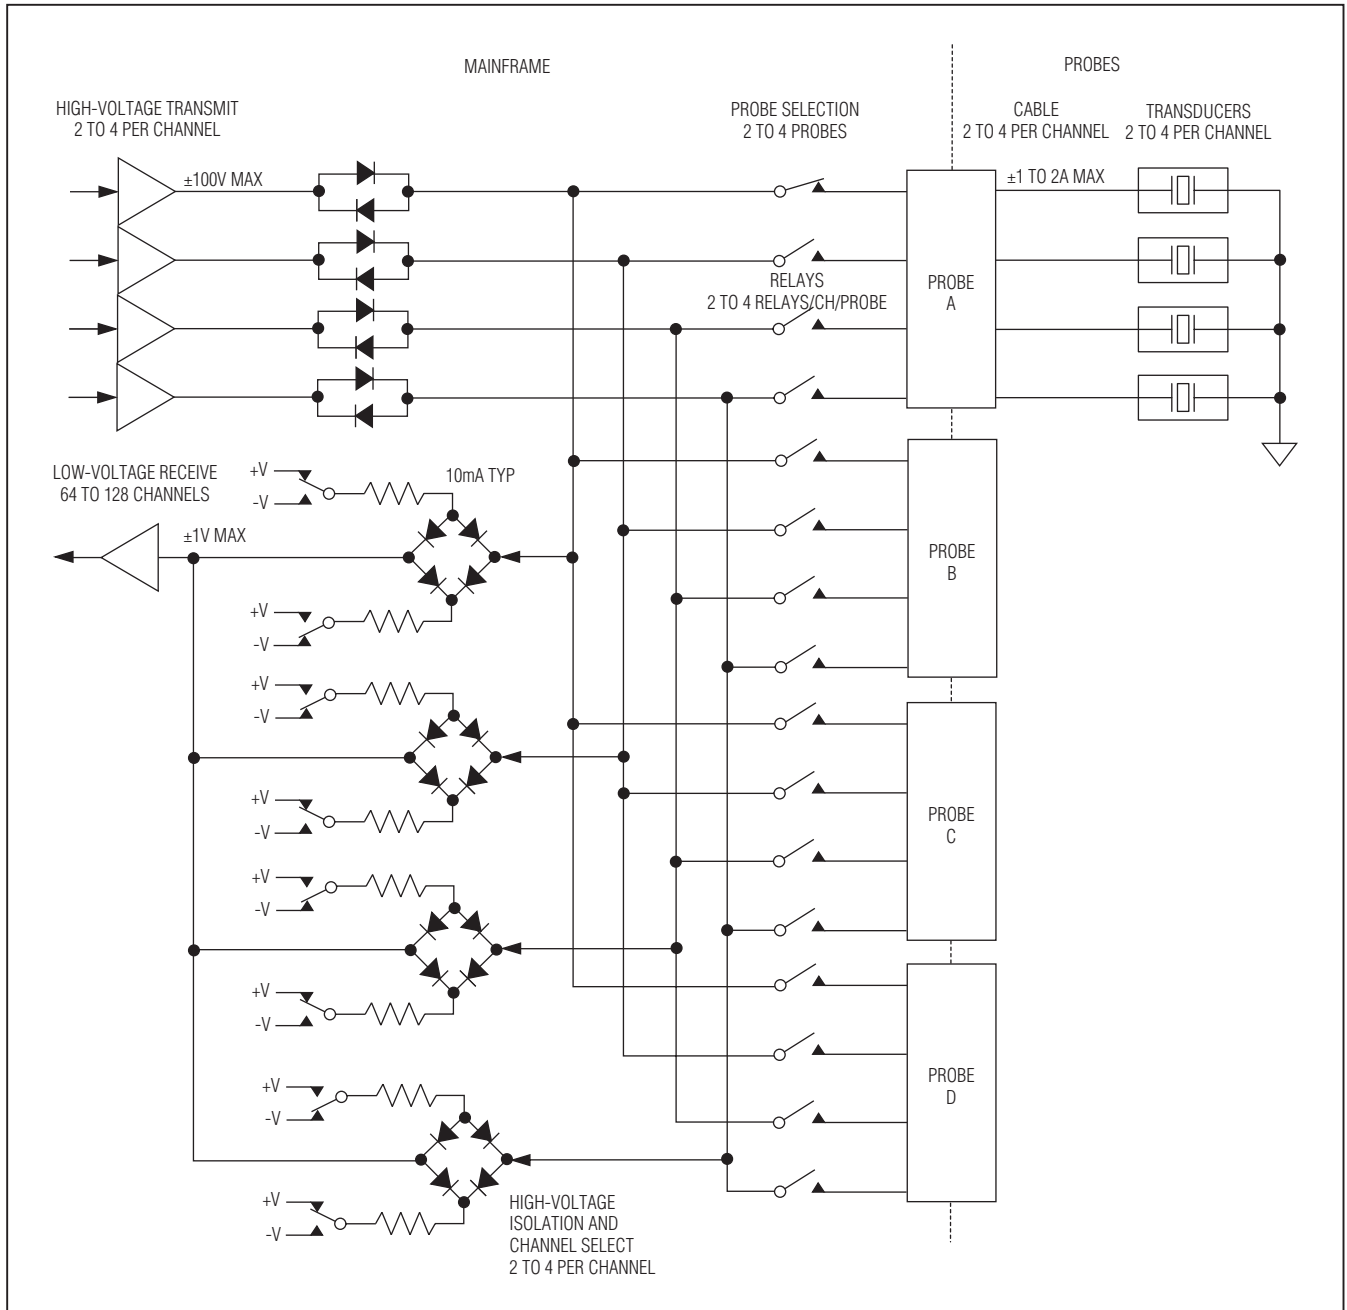 MAINFRAME
PROBES
HIGH-VOLTAGE TRANSMIT
2 TO 4 PER CHANNEL
PROBE SELECTION
2 TO 4 PROBES
CABLE
2 TO 4 PER CHANNEL
TRANSDUCERS
2 TO 4 PER CHANNEL
±100V MAX
±1 TO 2A MAX
RELAYS
2 TO 4 RELAYS/CH/PROBE
PROBE
A
LOW-VOLTAGE RECEIVE
64 TO 128 CHANNELS
+V
-V
10mA TYP
±1V MAX
PROBE
B
+V
-V
+V
-V
+V
-V
PROBE
C
+V
-V
+V
-V
PROBE
D
+V
-V
+V
-V
HIGH-VOLTAGE
ISOLATION AND
CHANNEL SELECT
2 TO 4 PER CHANNEL